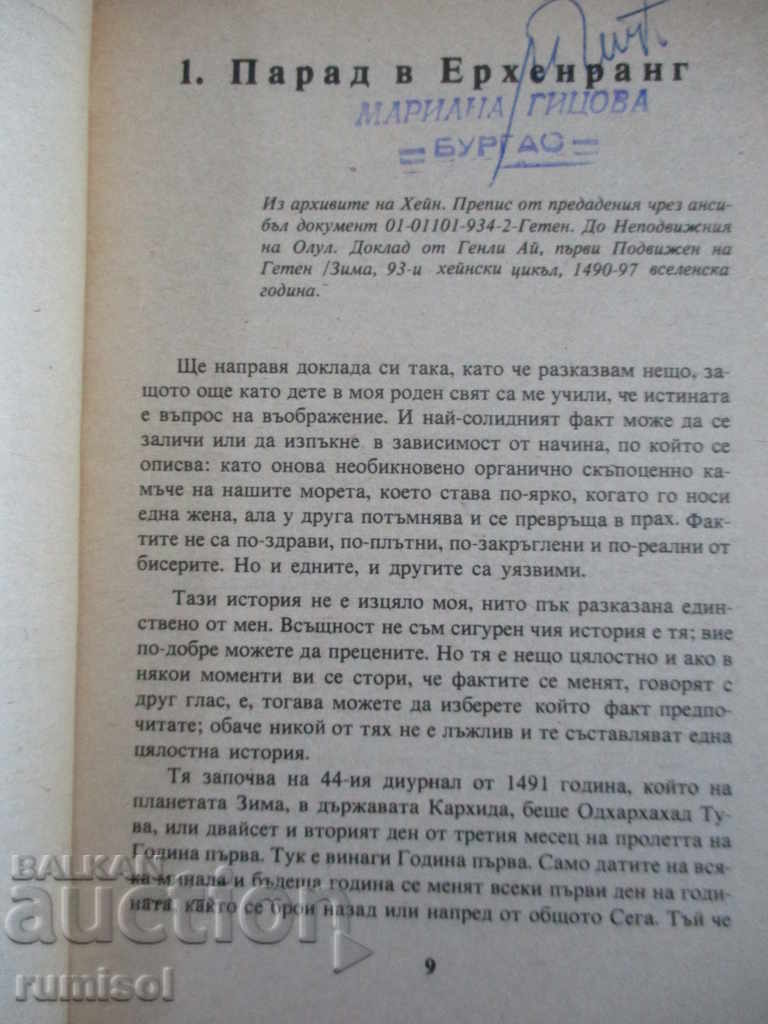 1. Парад в Ерхенранг
МАРИАНА ГИЦОВА
= БУРГАС =
Из архивите на Хейн. Препис от предадения чрез анси-
бъл документ 01-01101-934-2-Гетен. До Неподвижния
на Олул. Доклад от Генли Ай, първи Подвижен на
Гетен /Зима, 93-и хейнски цикъл, 1490-97 вселенска
година.
Ще направя доклада си така, като че разказвам нещо, за-
щото още като дете в моя роден свят са ме учили, че истината
е въпрос на въображение. И най-солидният факт може да се
заличи или да изпъкне в зависимост от начина, по който се
описва: като онова необикновено органично скъпоценно ка-
мъче на нашите морета, което става по-ярко, когато го носи
една жена, ала у друга потъмнява и се превръща в прах. Фак-
тите не са по-здрави, по-плътни, по-закръглени и по-реални от
бисерите. Но и едните, и другите са уязвими.
Тази история не е изцяло моя, нито пък разказана един-
ствено от мен. Всъщност не съм сигурен чия история е тя; вие
по-добре можете да прецените. Но тя е нещо цялостно и ако в
някои моменти ви се стори, че фактите се менят, говорят с
друг глас, е, тогава можете да изберете който факт предпо-
читате; обаче никой от тях не е лъжлив и те съставляват една
цялостна история.
Тя започва на 44-ия диурнал от 1491 година, който на
планетата Зима, в държавата Кархида, беше Одхархахад Ту-
ва, или двайсет и вторият ден от третия месец на пролетта на
Година първа. Тук е винаги Година първа. Само датите на вся-
ка минала и бъдеща година се менят всеки първи ден на годи-
ната, както се брои назад или напред от общото Сега. Тъй че
9
BALKAN
auction
rumisol